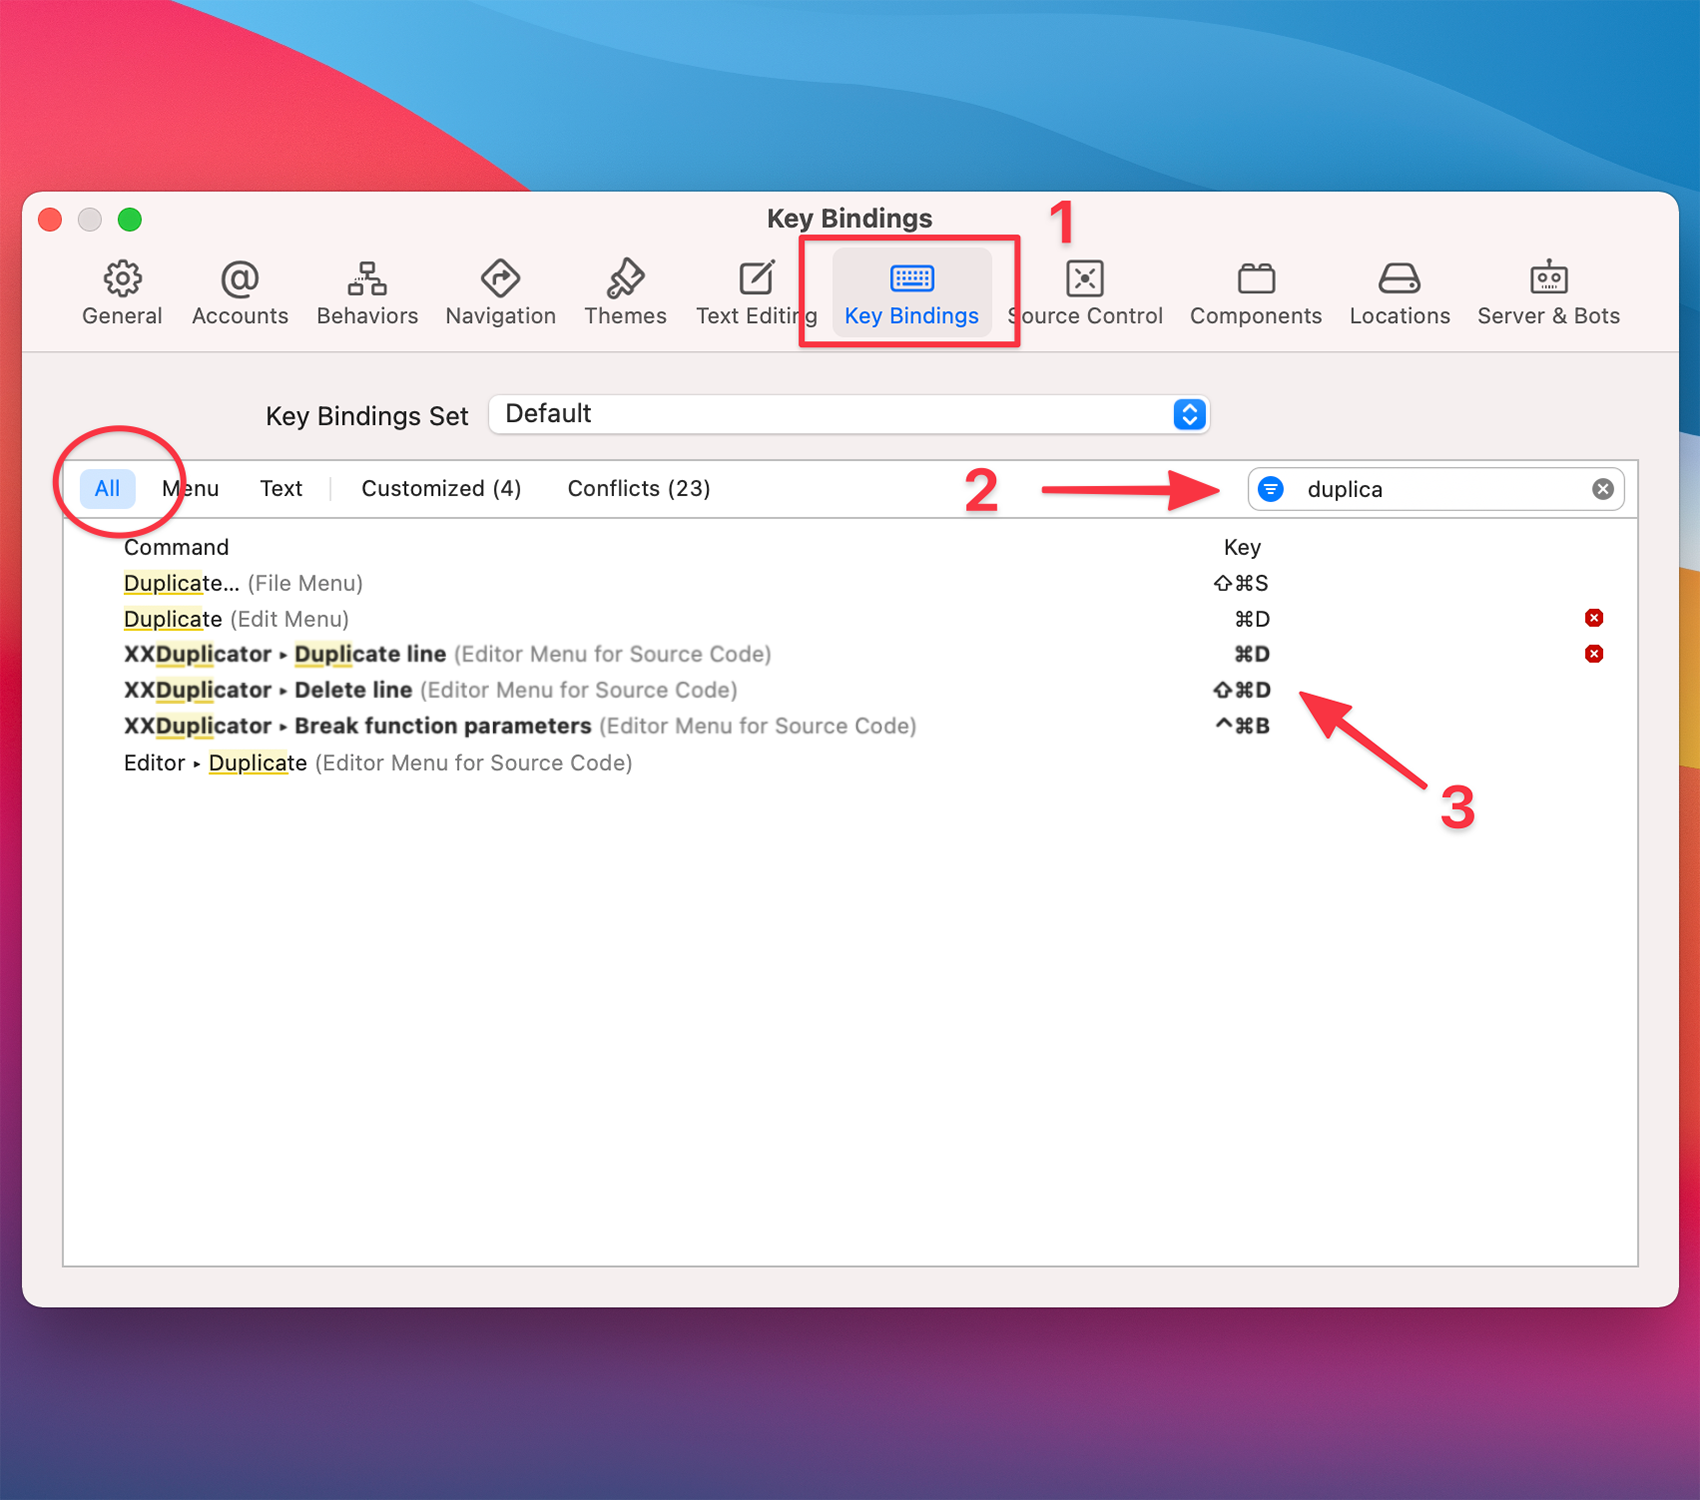 Key Bindings
1
General Accounts Behaviors Navigation Themes Text Editing Key Bindings Source Control Components Locations Server & Bots
Key Bindings Set Default
All Menu Text Customized (4) Conflicts (23) 2 duplica
Command Key
Duplicate... (File Menu) ⇧⌘S
Duplicate (Edit Menu) ⌘D
XXDuplicator ▸ Duplicate line (Editor Menu for Source Code) ⌘D
XXDuplicator ▸ Delete line (Editor Menu for Source Code) ⇧⌘D
XXDuplicator ▸ Break function parameters (Editor Menu for Source Code) ^⌘B
Editor ▸ Duplicate (Editor Menu for Source Code)
3